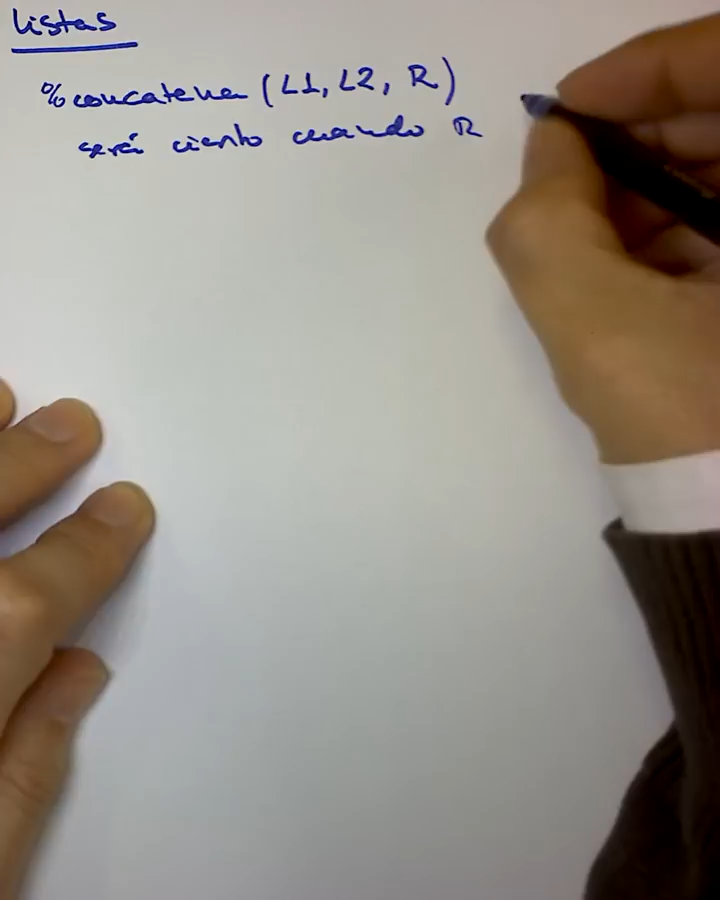 Listas
%concatena (L1, L2, R)
será cierto cuando R